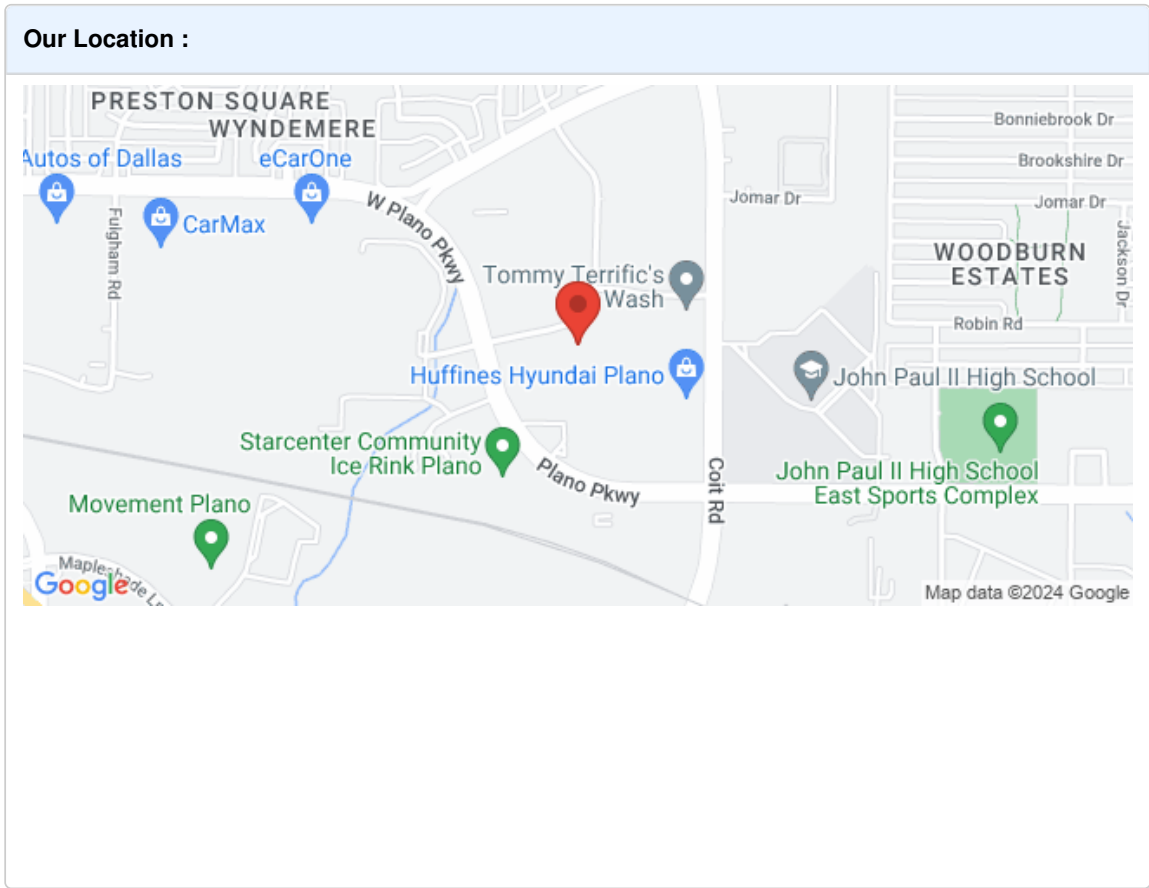 Our Location :
PRESTON SQUARE
WYNDEMERE
Autos of Dallas
eCarOne
CarMax
Fulgham Rd
W Plano Pkwy
Tommy Terrific's
Wash
Huffines Hyundai Plano
Starcenter Community
Ice Rink Plano
Movement Plano
Mapleshade Ln
Plano Pkwy
Coit Rd
Jomar Dr
Bonniebrook Dr
Brookshire Dr
Jomar Dr
Jackson Dr
WOODBURN
ESTATES
Robin Rd
John Paul II High School
John Paul II High School
East Sports Complex
Google
Map data ©2024 Google